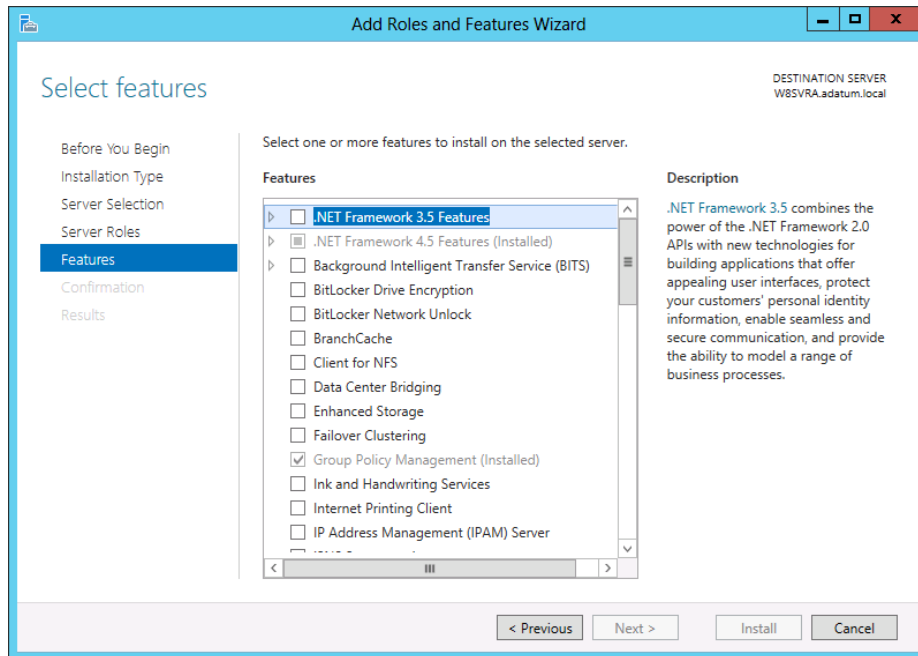 Add Roles and Features Wizard
Select features
DESTINATION SERVER
W8SVRA.adatum.local
Before You Begin
Installation Type
Server Selection
Server Roles
Features
Confirmation
Results
Select one or more features to install on the selected server.
Features
.NET Framework 3.5 Features
.NET Framework 4.5 Features (Installed)
Background Intelligent Transfer Service (BITS)
BitLocker Drive Encryption
BitLocker Network Unlock
BranchCache
Client for NFS
Data Center Bridging
Enhanced Storage
Failover Clustering
Group Policy Management (Installed)
Ink and Handwriting Services
Internet Printing Client
IP Address Management (IPAM) Server
Description
.NET Framework 3.5 combines the
power of the .NET Framework 2.0
APIs with new technologies for
building applications that offer
appealing user interfaces, protect
your customers' personal identity
information, enable seamless and
secure communication, and provide
the ability to model a range of
business processes.
< Previous
Next >
Install
Cancel